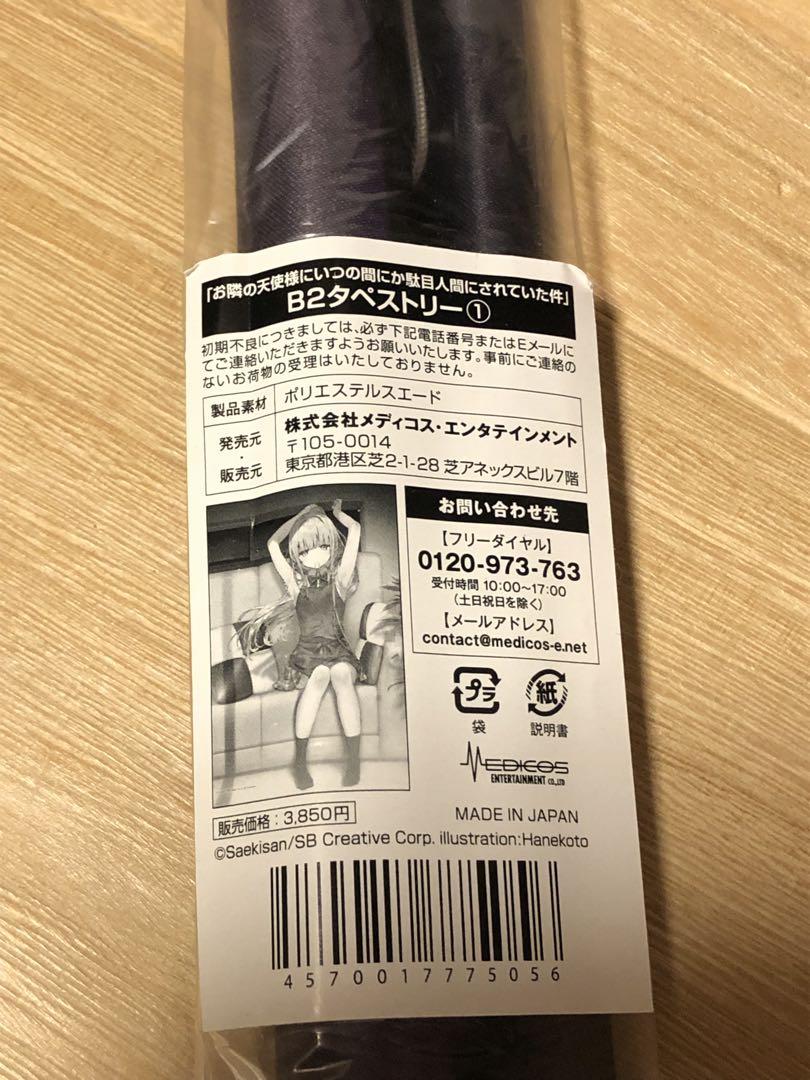 「お隣の天使様にいつの間にか駄目人間にされていた件」
B2タペストリー①
初期不良につきましては、必ず下記電話番号またはEメールに
てご連絡いただきますようお願いいたします。事前にご連絡の
ないお荷物の受理はいたしておりません。
製品素材 ポリエステルスエード
発売元・販売元
株式会社メディコス・エンタテインメント
〒105-0014
東京都港区芝2-1-28 芝アネックスビル7階
お問い合わせ先
【フリーダイヤル】
0120-973-763
受付時間 10:00〜17:00
(土日祝日を除く)
【メールアドレス】
contact@medicos-e.net
プラ
袋
紙
説明書
MEDICOS
ENTERTAINMENT CO.,LTD
販売価格:3,850円
MADE IN JAPAN
©Saekisan/SB Creative Corp. illustration:Hanekoto
4570017775056